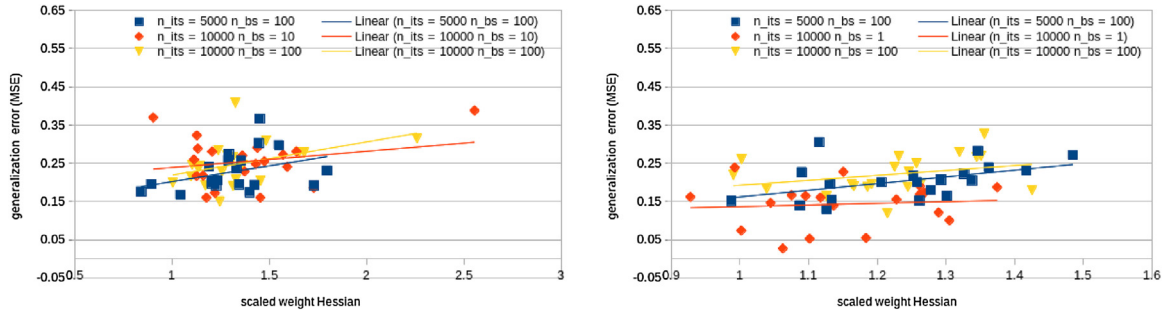 n_its = 5000 n_bs = 100 Linear (n_its = 5000 n_bs = 100)
n_its = 10000 n_bs = 10 Linear (n_its = 10000 n_bs = 10)
n_its = 10000 n_bs = 100 Linear (n_its = 10000 n_bs = 100)
0.65
0.55
0.45
0.35
0.25
0.15
0.05
-0.05
generalization error (MSE)
0.5 1 1.5 2 2.5 3
scaled weight Hessian
n_its = 5000 n_bs = 100 Linear (n_its = 5000 n_bs = 100)
n_its = 10000 n_bs = 1 Linear (n_its = 10000 n_bs = 1)
n_its = 10000 n_bs = 100 Linear (n_its = 10000 n_bs = 100)
0.65
0.55
0.45
0.35
0.25
0.15
0.05
-0.05
generalization error (MSE)
0.9 1 1.1 1.2 1.3 1.4 1.5 1.6
scaled weight Hessian